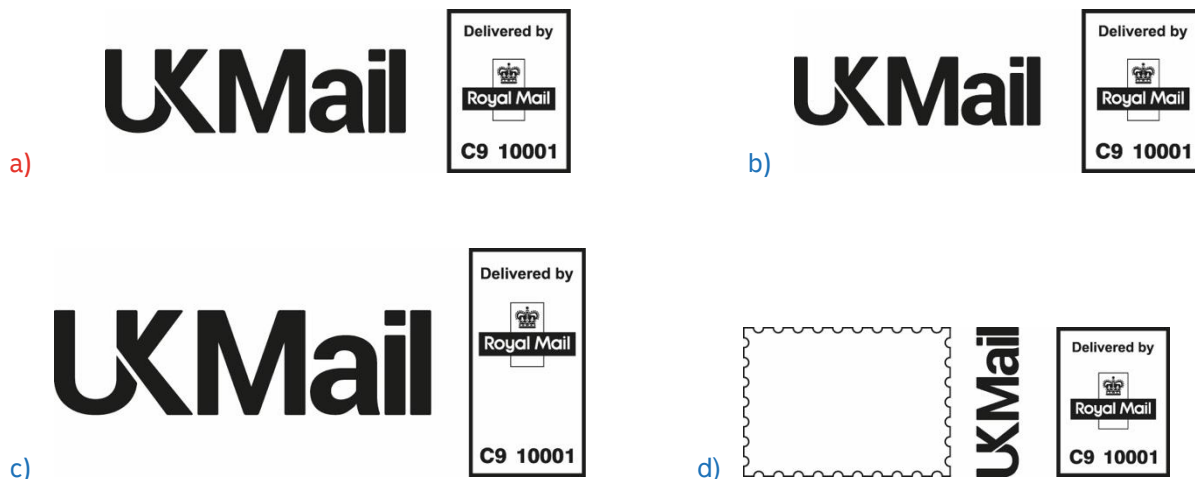 a)
UKMail
Delivered by
Royal Mail
C9 10001
b)
UKMail
Delivered by
Royal Mail
C9 10001
c)
UKMail
Delivered by
Royal Mail
C9 10001
d)
UKMail
Delivered by
Royal Mail
C9 10001